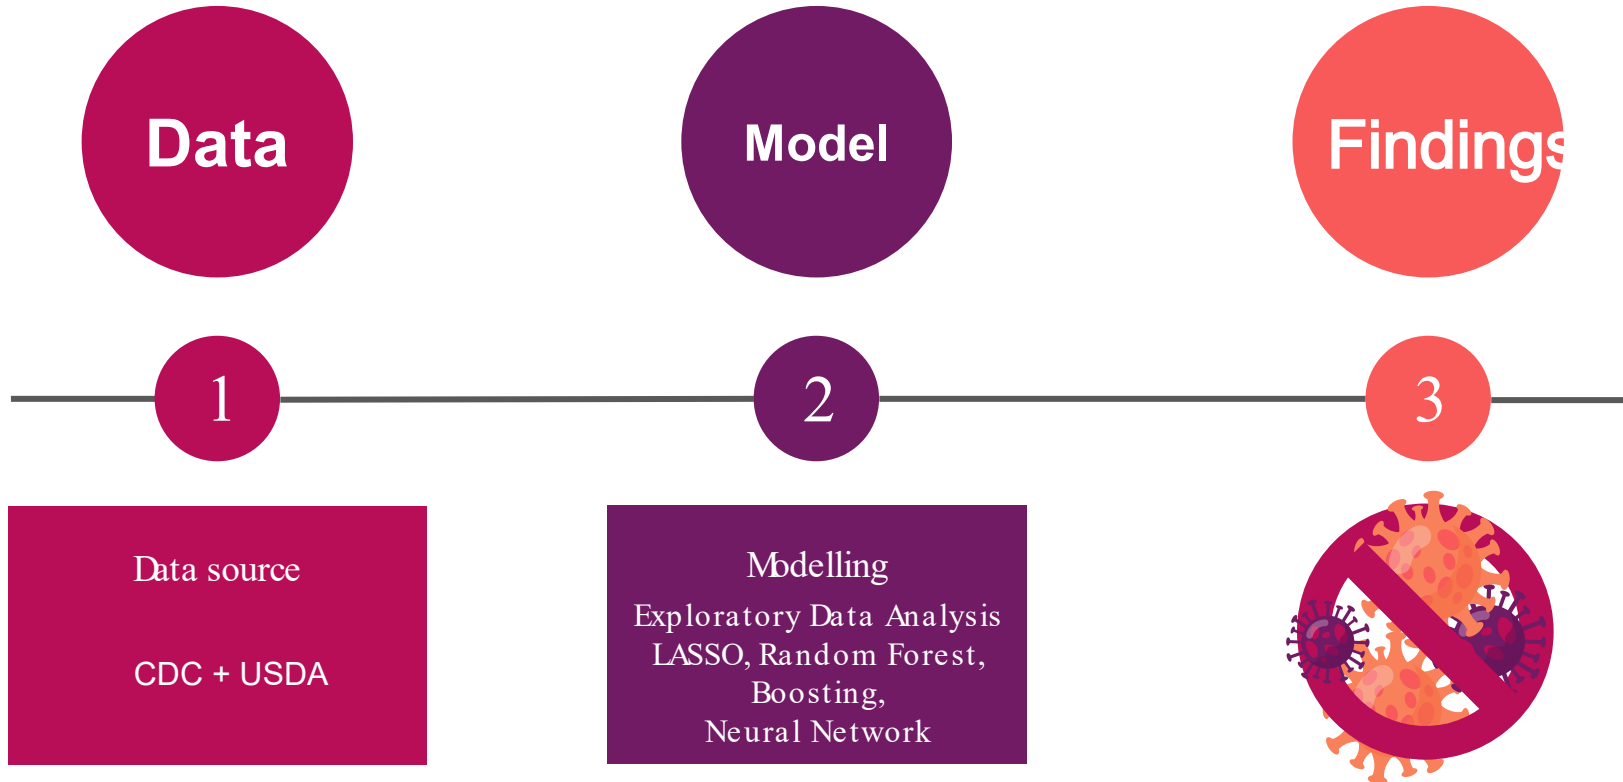 Data
Model
Findings
1
2
3
Data source
CDC + USDA
Modelling
Exploratory Data Analysis
LASSO, Random Forest,
Boosting,
Neural Network